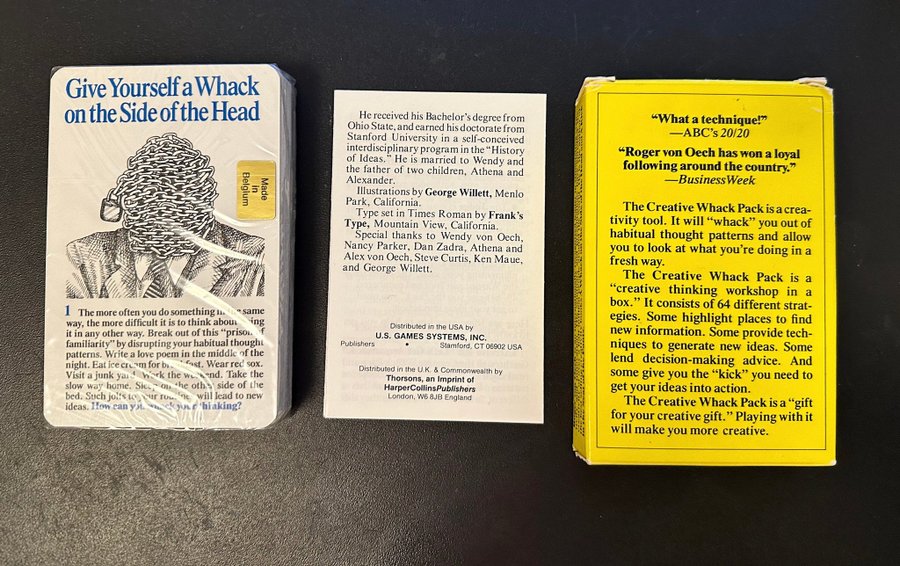 Give Yourself a Whack
on the Side of the Head
Made
in
Belgium
1 The more often you do something in the same
way, the more difficult it is to think about doing
it in any other way. Break out of this "prison of
familiarity" by disrupting your habitual thought
patterns. Write a love poem in the middle of the
night. Eat ice cream for breakfast. Wear red sox.
Visit a junk yard. Work the weekend. Take the
slow way home. Sleep on the other side of the
bed. Such jolts to your routine will lead to new
ideas. How can you whack your thinking?
He received his Bachelor's degree from
Ohio State, and earned his doctorate from
Stanford University in a self-conceived
interdisciplinary program in the "History
of Ideas." He is married to Wendy and
the father of two children, Athena and
Alexander.
Illustrations by George Willett, Menlo
Park, California.
Type set in Times Roman by Frank's
Type, Mountain View, California.
Special thanks to Wendy von Oech,
Nancy Parker, Dan Zadra, Athena and
Alex von Oech, Steve Curtis, Ken Maue,
and George Willett.
Distributed in the USA by
U.S. GAMES SYSTEMS, INC.
Publishers • Stamford, CT 06902 USA
Distributed in the U.K. & Commonwealth by
Thorsons, an Imprint of
HarperCollinsPublishers
London, W6 8JB England
"What a technique!"
—ABC's 20/20
"Roger von Oech has won a loyal
following around the country."
—BusinessWeek
The Creative Whack Pack is a crea-
tivity tool. It will "whack" you out of
habitual thought patterns and allow
you to look at what you're doing in a
fresh way.
The Creative Whack Pack is a
"creative thinking workshop in a
box." It consists of 64 different strat-
egies. Some highlight places to find
new information. Some provide tech-
niques to generate new ideas. Some
lend decision-making advice. And
some give you the "kick" you need to
get your ideas into action.
The Creative Whack Pack is a "gift
for your creative gift." Playing with it
will make you more creative.